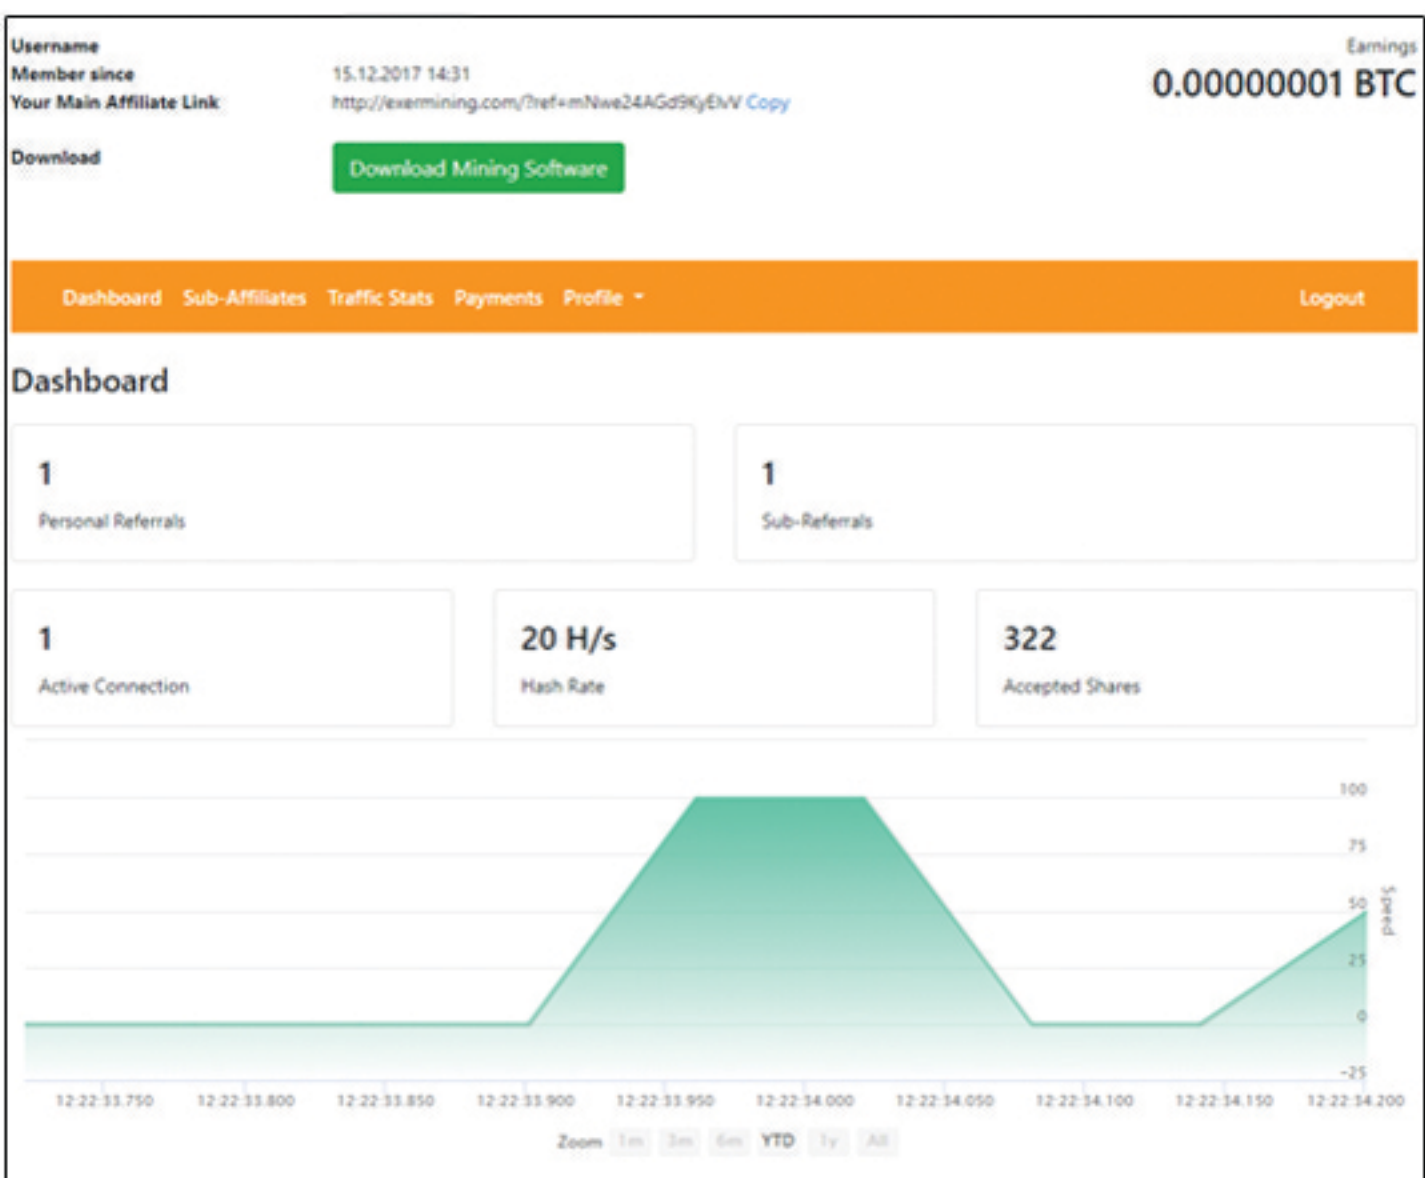 Username
Earnings
Member since 15.12.2017 14:31
0.00000001 BTC
Your Main Affiliate Link http://exermining.com/?ref=mNwe24AGd9KyElvV Copy
Download Download Mining Software
Dashboard Sub-Affiliates Traffic Stats Payments Profile Logout
Dashboard
1 1
Personal Referrals Sub-Referrals
1 20 H/s 322
Active Connection Hash Rate Accepted Shares
100
75
50
Speed
25
0
-25
12:22:33.750 12:22:33.800 12:22:33.850 12:22:33.900 12:22:33.950 12:22:34.000 12:22:34.050 12:22:34.100 12:22:34.150 12:22:34.200
Zoom 1m 3m 6m YTD 1y All